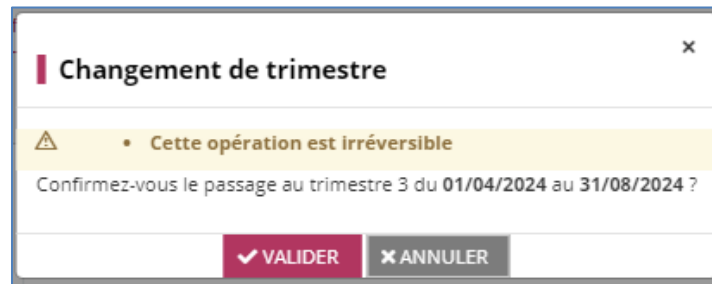 Changement de trimestre
• Cette opération est irréversible
Confirmez-vous le passage au trimestre 3 du 01/04/2024 au 31/08/2024 ?
VALIDER
ANNULER